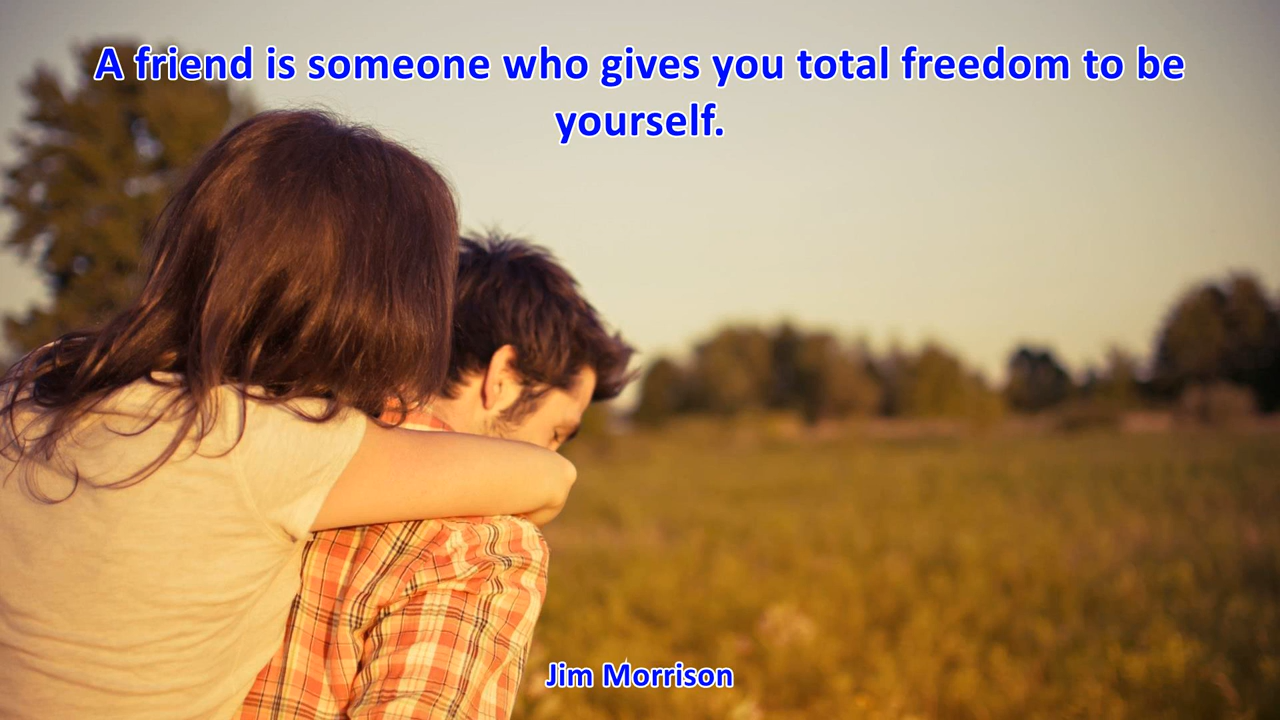 A friend is someone who gives you total freedom to be
yourself.
Jim Morrison